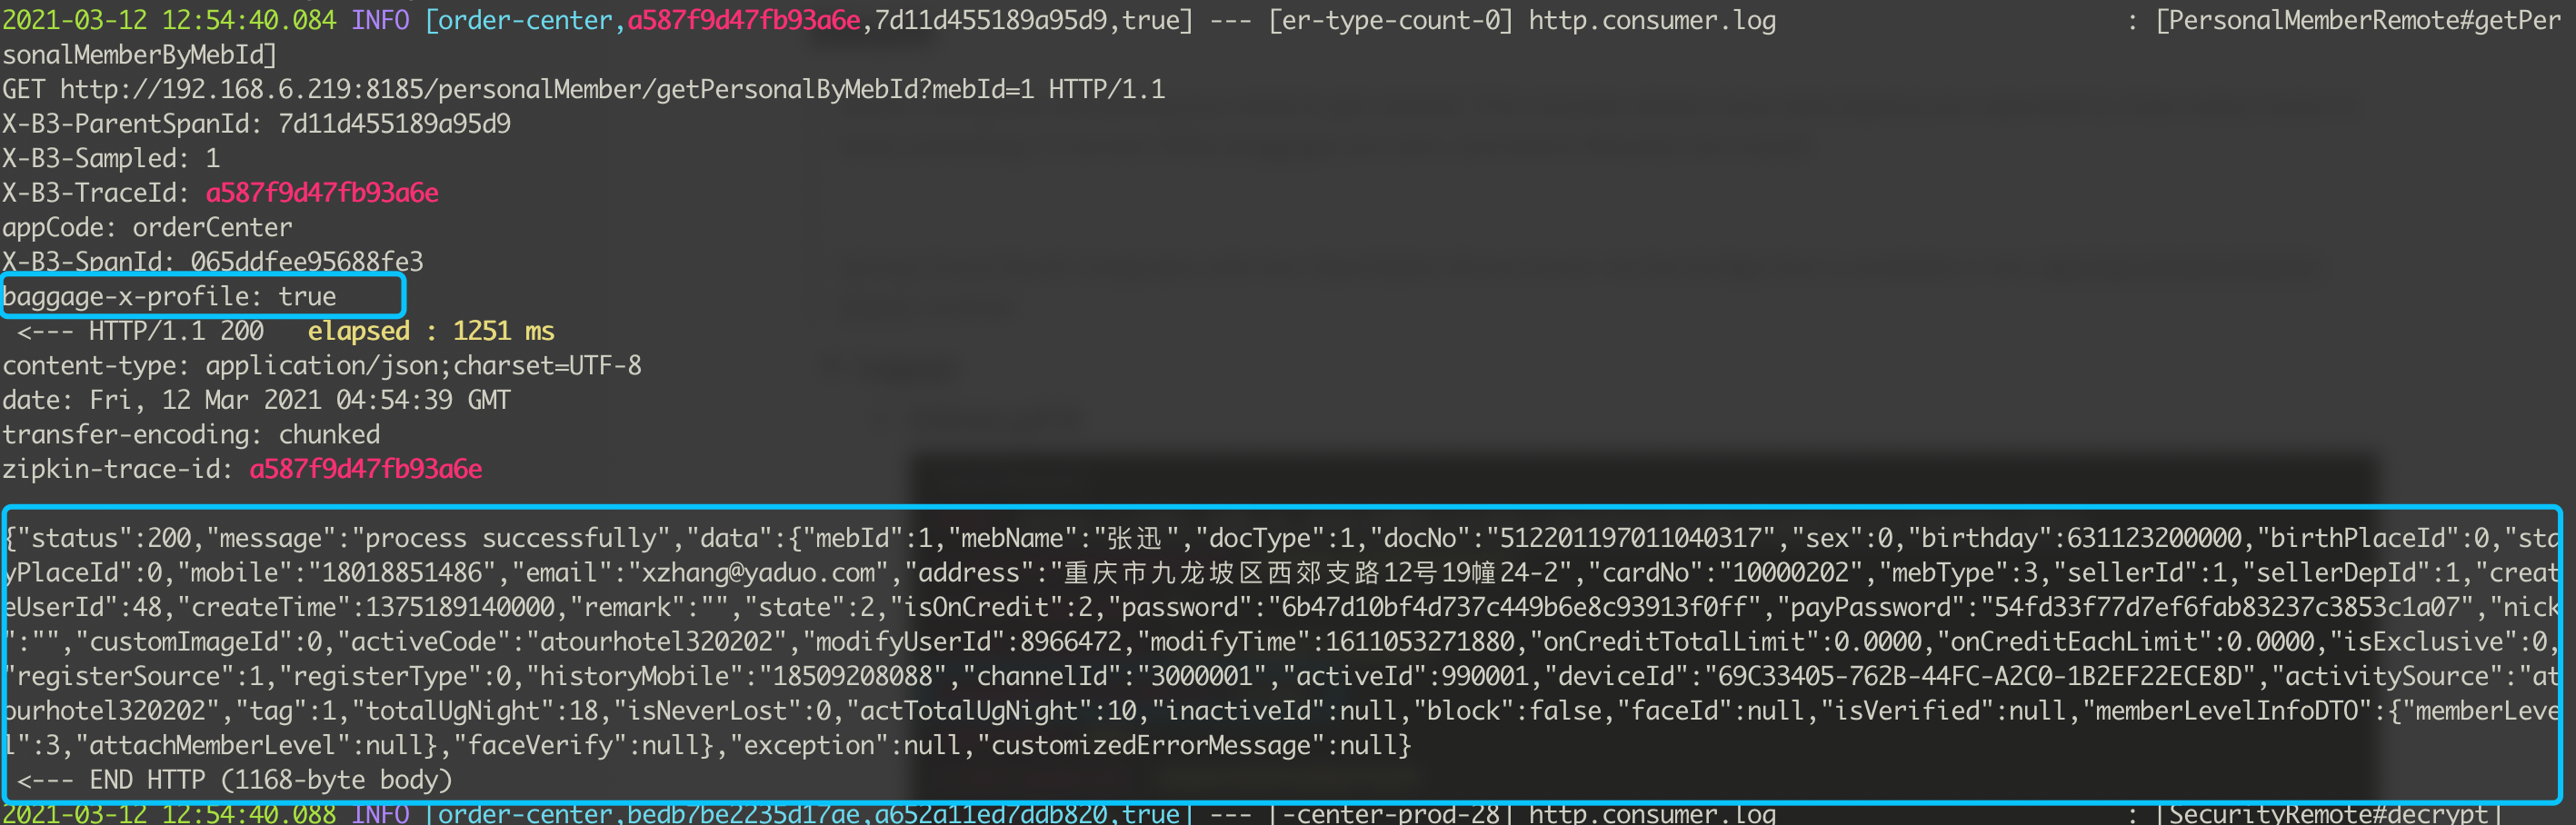 2021-03-12 12:54:40.084 INFO [order-center,a587f9d47fb93a6e,7d11d455189a95d9,true] --- [er-type-count-0] http.consumer.log : [PersonalMemberRemote#getPer
sonalMemberByMebId]
GET http://192.168.6.219:8185/personalMember/getPersonalByMebId?mebId=1 HTTP/1.1
X-B3-ParentSpanId: 7d11d455189a95d9
X-B3-Sampled: 1
X-B3-TraceId: a587f9d47fb93a6e
appCode: orderCenter
X-B3-SpanId: 065ddfee95688fe3
baggage-x-profile: true
<--- HTTP/1.1 200 elapsed : 1251 ms
content-type: application/json;charset=UTF-8
date: Fri, 12 Mar 2021 04:54:39 GMT
transfer-encoding: chunked
zipkin-trace-id: a587f9d47fb93a6e
{"status":200,"message":"process successfully","data":{"mebId":1,"mebName":"张迅","docType":1,"docNo":"512201197011040317","sex":0,"birthday":631123200000,"birthPlaceId":0,"sta
yPlaceId":0,"mobile":"18018851486","email":"xzhang@yaduo.com","address":"重庆市九龙坡区西郊支路12号19幢24-2","cardNo":"10000202","mebType":3,"sellerId":1,"sellerDepId":1,"creat
eUserId":48,"createTime":1375189140000,"remark":"","state":2,"isOnCredit":2,"password":"6b47d10bf4d737c449b6e8c93913f0ff","payPassword":"54fd33f77d7ef6fab83237c3853c1a07","nick
":"","customImageId":0,"activeCode":"atourhotel320202","modifyUserId":8966472,"modifyTime":1611053271880,"onCreditTotalLimit":0.0000,"onCreditEachLimit":0.0000,"isExclusive":0,
"registerSource":1,"registerType":0,"historyMobile":"18509208088","channelId":"3000001","activeId":990001,"deviceId":"69C33405-762B-44FC-A2C0-1B2EF22ECE8D","activitySource":"at
ourhotel320202","tag":1,"totalUgNight":18,"isNeverLost":0,"actTotalUgNight":10,"inactiveId":null,"block":false,"faceId":null,"isVerified":null,"memberLevelInfoDTO":{"memberLeve
l":3,"attachMemberLevel":null},"faceVerify":null},"exception":null,"customizedErrorMessage":null}
<--- END HTTP (1168-byte body)
2021-03-12 12:54:40.088 INFO [order-center,bedb7be2235d17ae,a652a11ed7ddb820,true] --- [-center-prod-28] http.consumer.log : [SecurityRemote#decrypt]